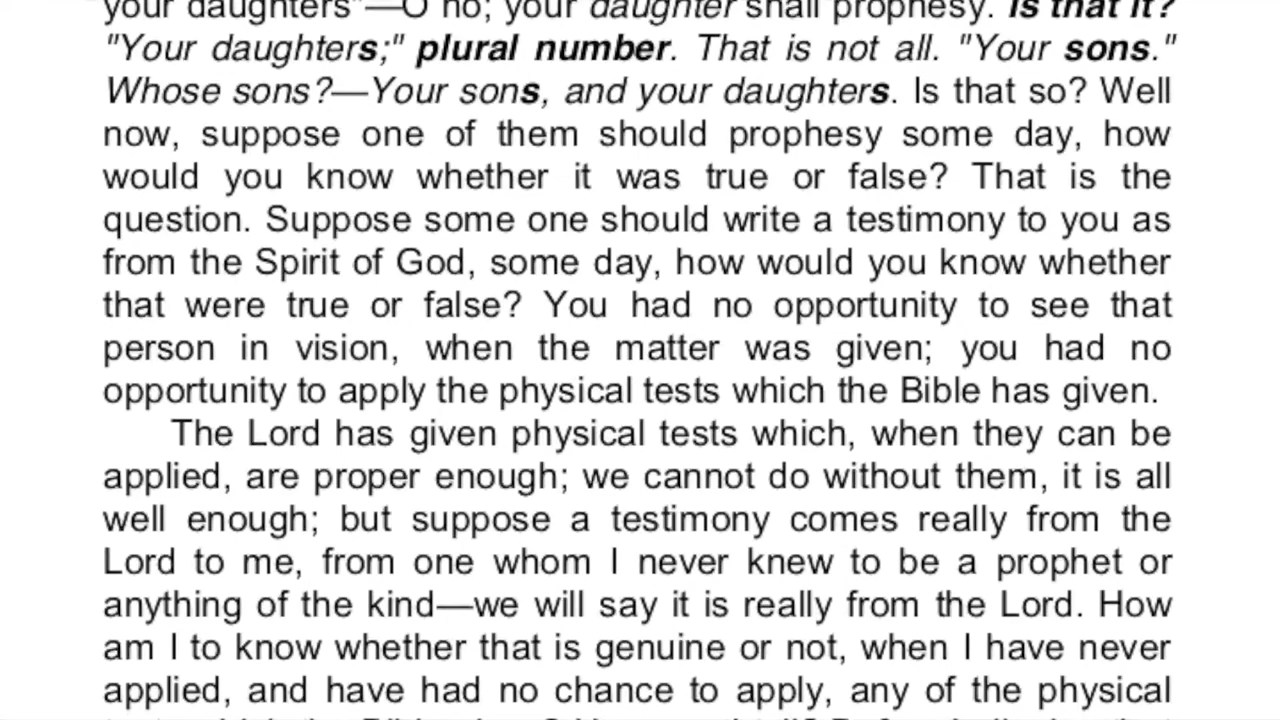 your daughters"—O no; your daughter shall prophesy. Is that it?
"Your daughters;" plural number. That is not all. "Your sons."
Whose sons?—Your sons, and your daughters. Is that so? Well
now, suppose one of them should prophesy some day, how
would you know whether it was true or false? That is the
question. Suppose some one should write a testimony to you as
from the Spirit of God, some day, how would you know whether
that were true or false? You had no opportunity to see that
person in vision, when the matter was given; you had no
opportunity to apply the physical tests which the Bible has given.
The Lord has given physical tests which, when they can be
applied, are proper enough; we cannot do without them, it is all
well enough; but suppose a testimony comes really from the
Lord to me, from one whom I never knew to be a prophet or
anything of the kind—we will say it is really from the Lord. How
am I to know whether that is genuine or not, when I have never
applied, and have had no chance to apply, any of the physical